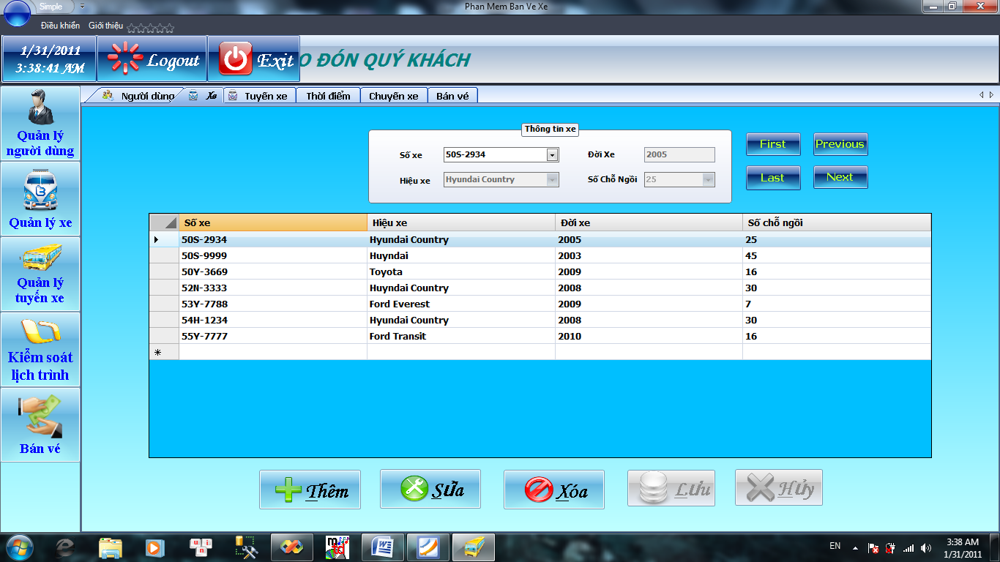 Simple
Phan Mem Ban Ve Xe
Điều khiển Giới thiệu
1/31/2011
3:38:41 AM
Logout
Exit
O ĐÓN QUÝ KHÁCH
Người dùng Xe Tuyến xe Thời điểm Chuyến xe Bán vé
Quản lý
người dùng
Quản lý xe
Quản lý
tuyến xe
Kiểm soát
lịch trình
Bán vé
Thông tin xe
Số xe 50S-2934 Đời Xe 2005
Hiệu xe Hyundai Country Số Chỗ Ngồi 25
First Previous
Last Next
Số xe Hiệu xe Đời xe Số chỗ ngồi
50S-2934 Hyundai Country 2005 25
50S-9999 Huyndai 2003 45
50Y-3669 Toyota 2009 16
52N-3333 Huyndai Country 2008 30
53Y-7788 Ford Everest 2009 7
54H-1234 Hyundai Country 2008 30
55Y-7777 Ford Transit 2010 16
Thêm Sửa Xóa Lưu Hủy
EN
3:38 AM
1/31/2011